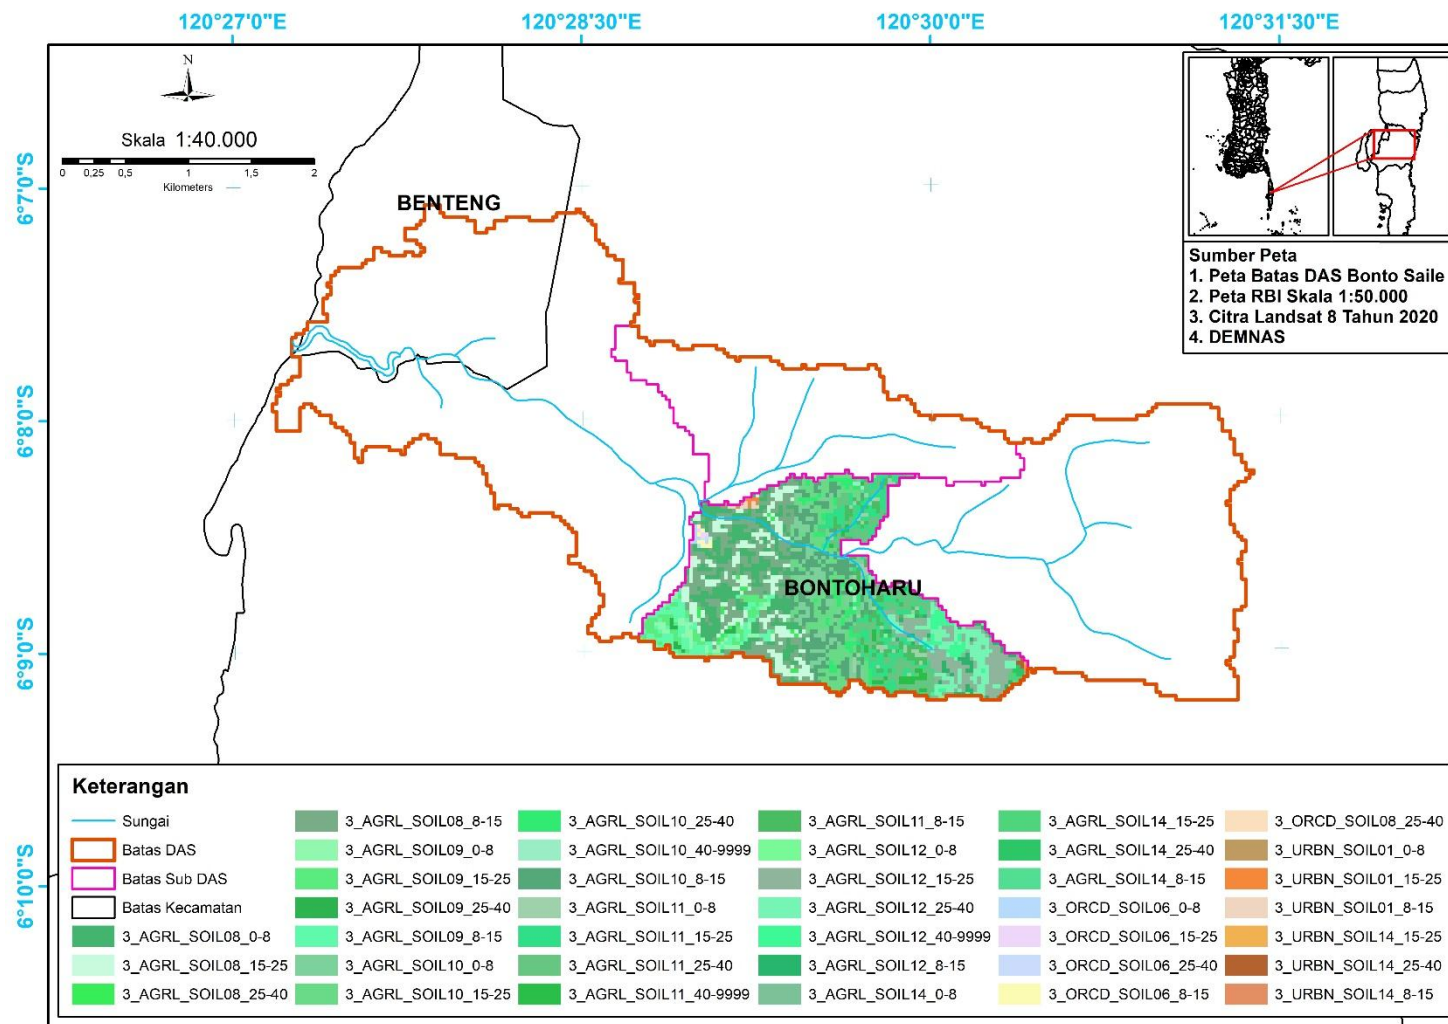 120°27'0"E 120°28'30"E 120°30'0"E 120°31'30"E
N
Skala 1:40.000
0 0,25 0,5 1 1,5 2
Kilometers
6°7'0"S
6°8'0"S
6°9'0"S
6°10'0"S
BENTENG
BONTOHARU
Sumber Peta
1. Peta Batas DAS Bonto Saile
2. Peta RBI Skala 1:50.000
3. Citra Landsat 8 Tahun 2020
4. DEMNAS
Keterangan
Sungai
Batas DAS
Batas Sub DAS
Batas Kecamatan
3_AGRL_SOIL08_0-8
3_AGRL_SOIL08_15-25
3_AGRL_SOIL08_25-40
3_AGRL_SOIL08_8-15
3_AGRL_SOIL09_0-8
3_AGRL_SOIL09_15-25
3_AGRL_SOIL09_25-40
3_AGRL_SOIL09_8-15
3_AGRL_SOIL10_0-8
3_AGRL_SOIL10_15-25
3_AGRL_SOIL10_25-40
3_AGRL_SOIL10_40-9999
3_AGRL_SOIL10_8-15
3_AGRL_SOIL11_0-8
3_AGRL_SOIL11_15-25
3_AGRL_SOIL11_25-40
3_AGRL_SOIL11_40-9999
3_AGRL_SOIL11_8-15
3_AGRL_SOIL12_0-8
3_AGRL_SOIL12_15-25
3_AGRL_SOIL12_25-40
3_AGRL_SOIL12_40-9999
3_AGRL_SOIL12_8-15
3_AGRL_SOIL14_0-8
3_AGRL_SOIL14_15-25
3_AGRL_SOIL14_25-40
3_AGRL_SOIL14_8-15
3_ORCD_SOIL06_0-8
3_ORCD_SOIL06_15-25
3_ORCD_SOIL06_25-40
3_ORCD_SOIL06_8-15
3_ORCD_SOIL08_25-40
3_URBN_SOIL01_0-8
3_URBN_SOIL01_15-25
3_URBN_SOIL01_8-15
3_URBN_SOIL14_15-25
3_URBN_SOIL14_25-40
3_URBN_SOIL14_8-15